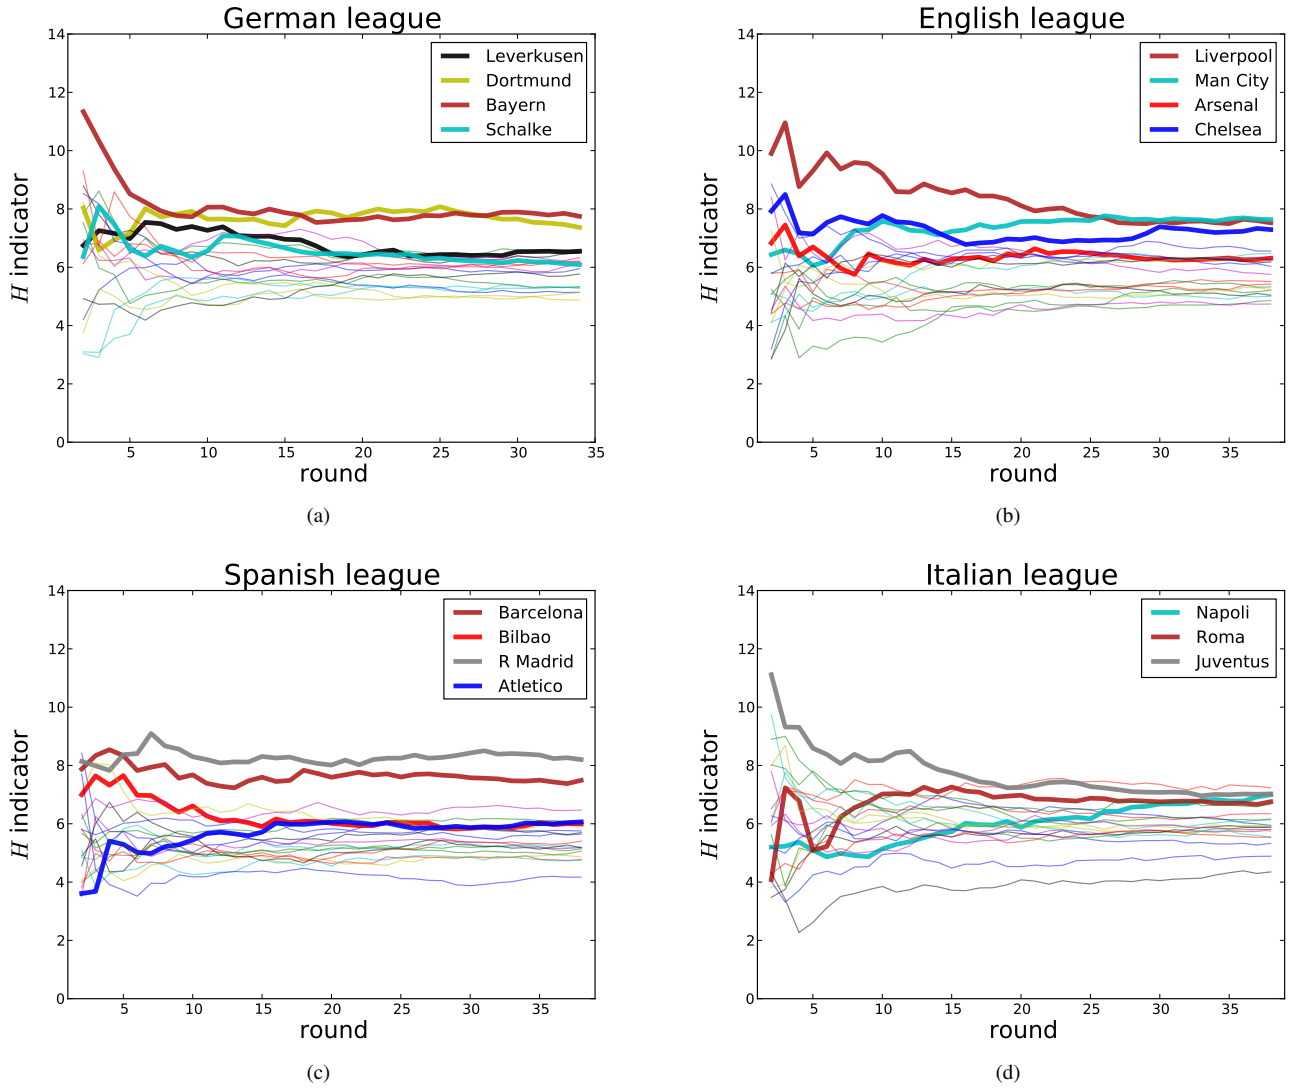 German league
14
12
10
8
6
4
2
0
H indicator
Leverkusen
Dortmund
Bayern
Schalke
5 10 15 20 25 30 35
round
(a)
English league
14
12
10
8
6
4
2
0
H indicator
Liverpool
Man City
Arsenal
Chelsea
5 10 15 20 25 30 35
round
(b)
Spanish league
14
12
10
8
6
4
2
0
H indicator
Barcelona
Bilbao
R Madrid
Atletico
5 10 15 20 25 30 35
round
(c)
Italian league
14
12
10
8
6
4
2
0
H indicator
Napoli
Roma
Juventus
5 10 15 20 25 30 35
round
(d)